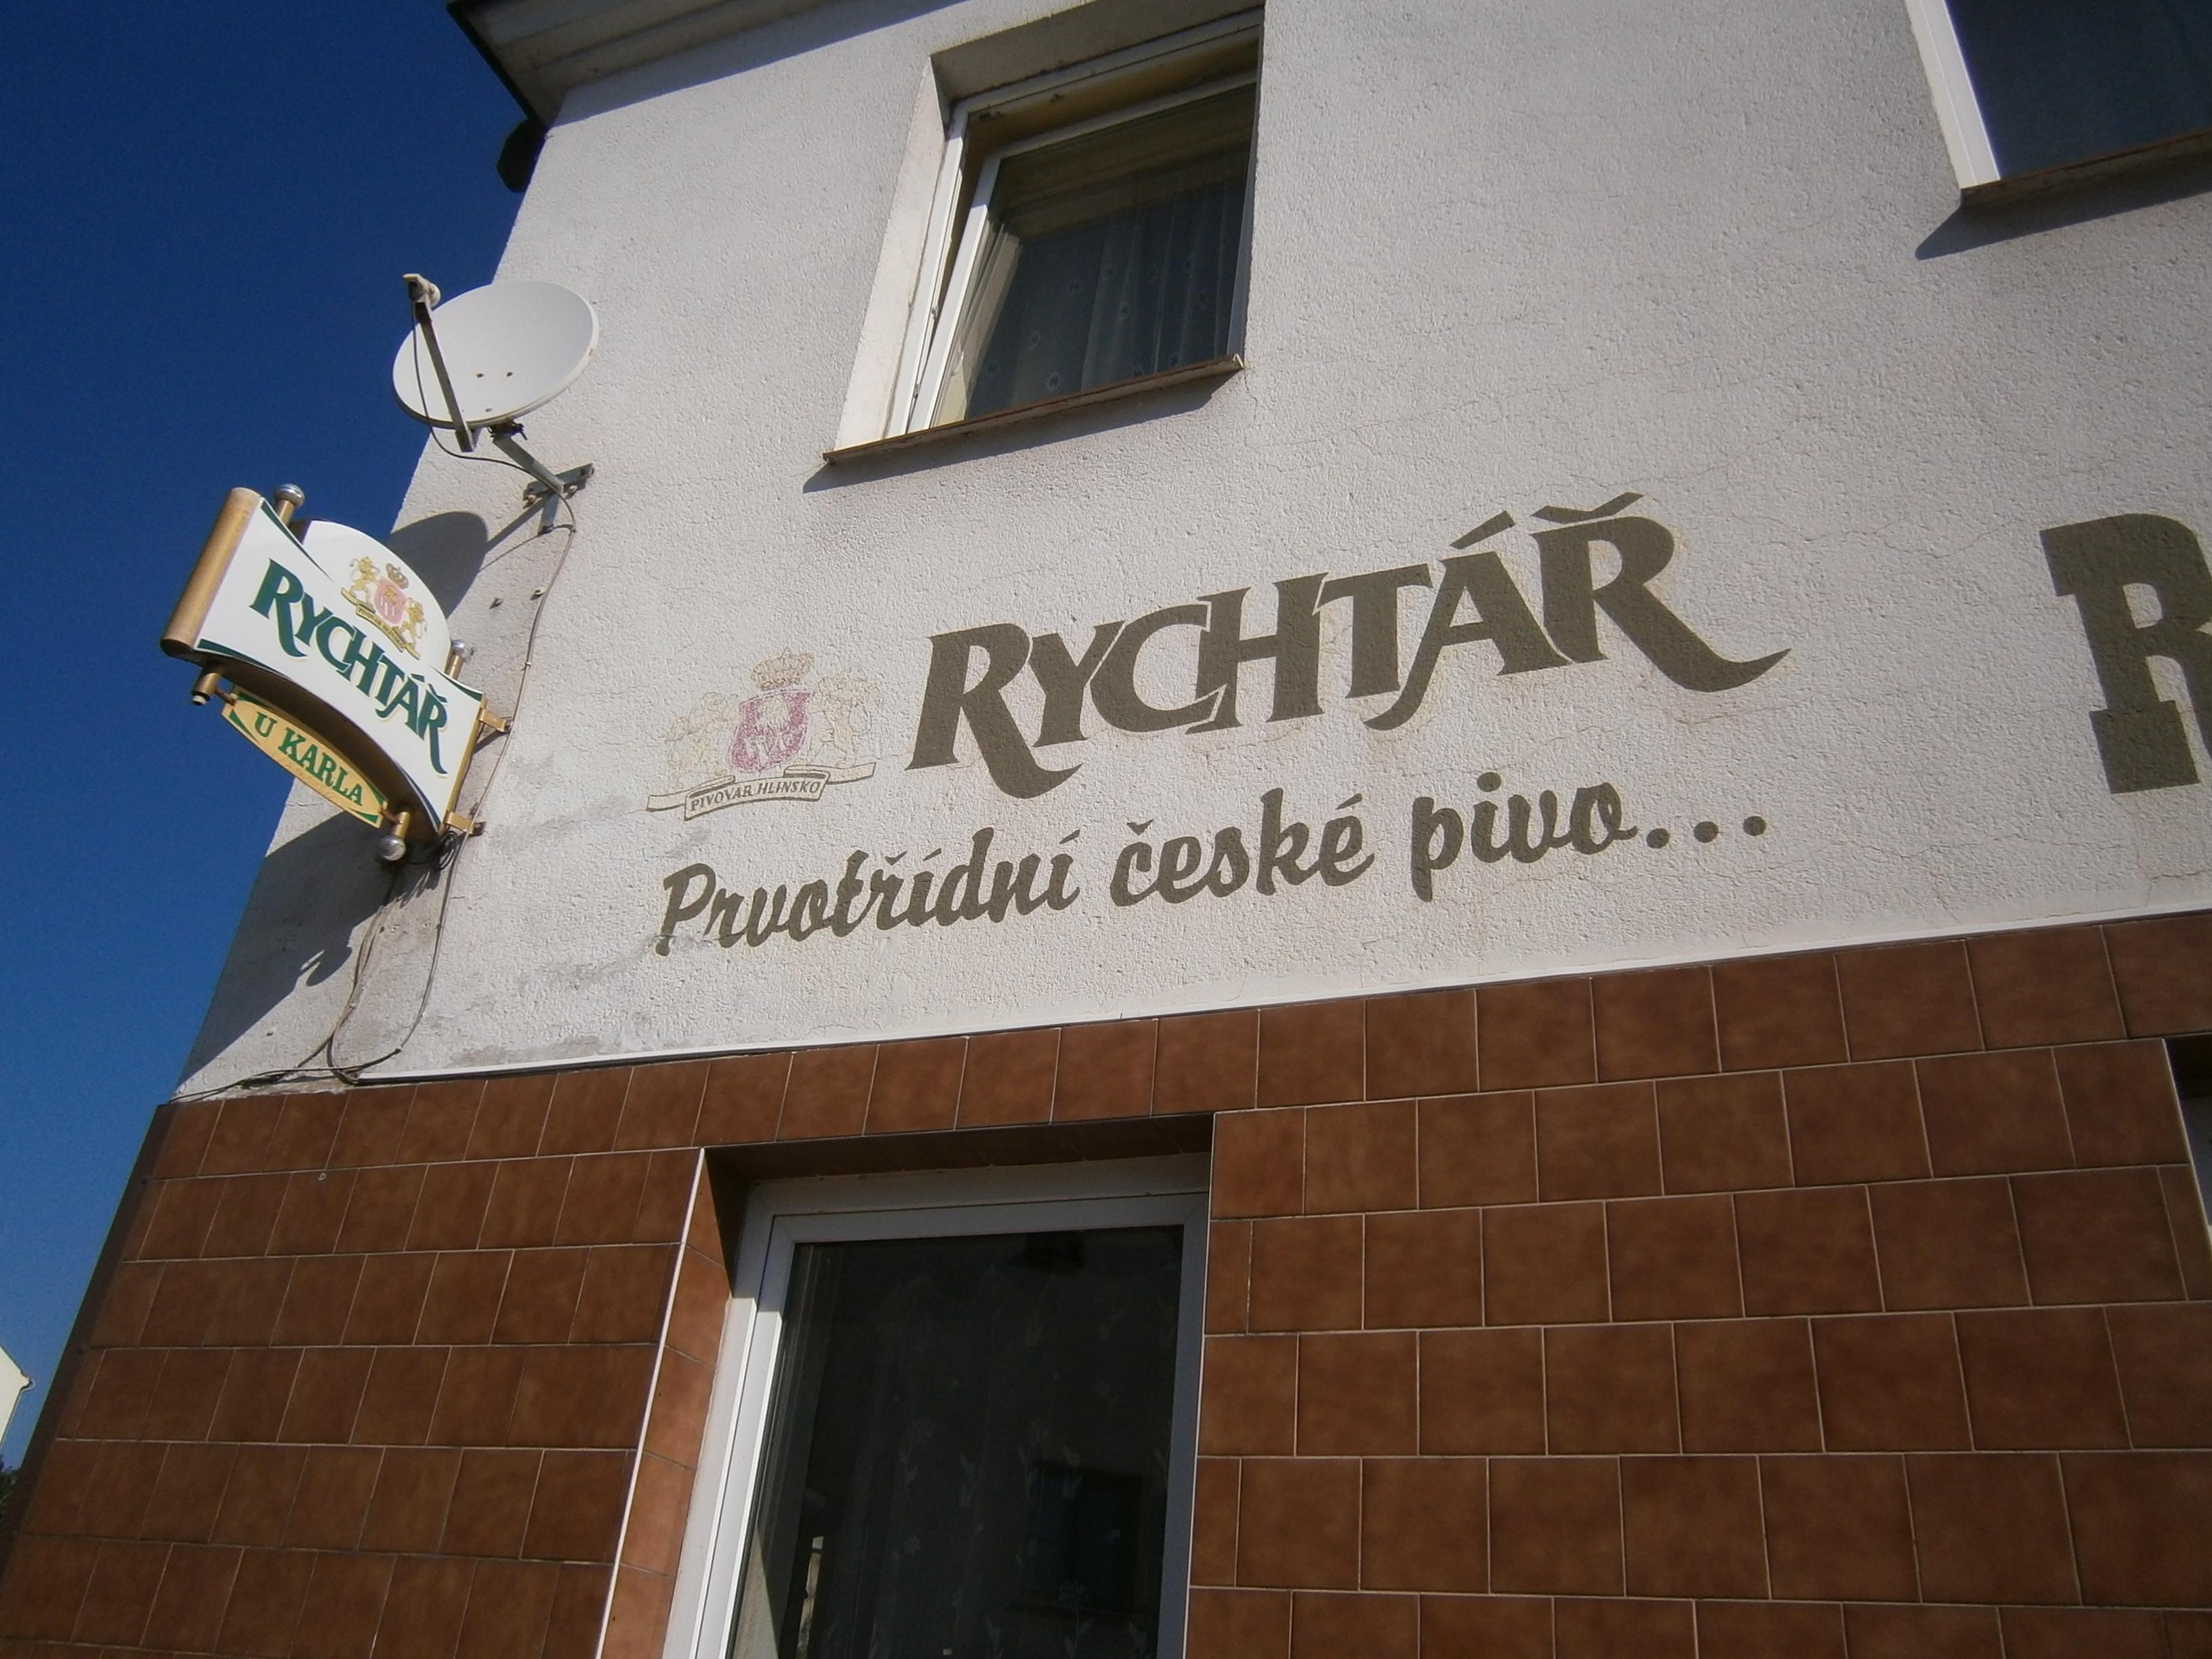 RYCHTÁŘ
U KARLA
RYCHTÁŘ
PIVOVAR HLINSKO
Prvotřídní české pivo...
R